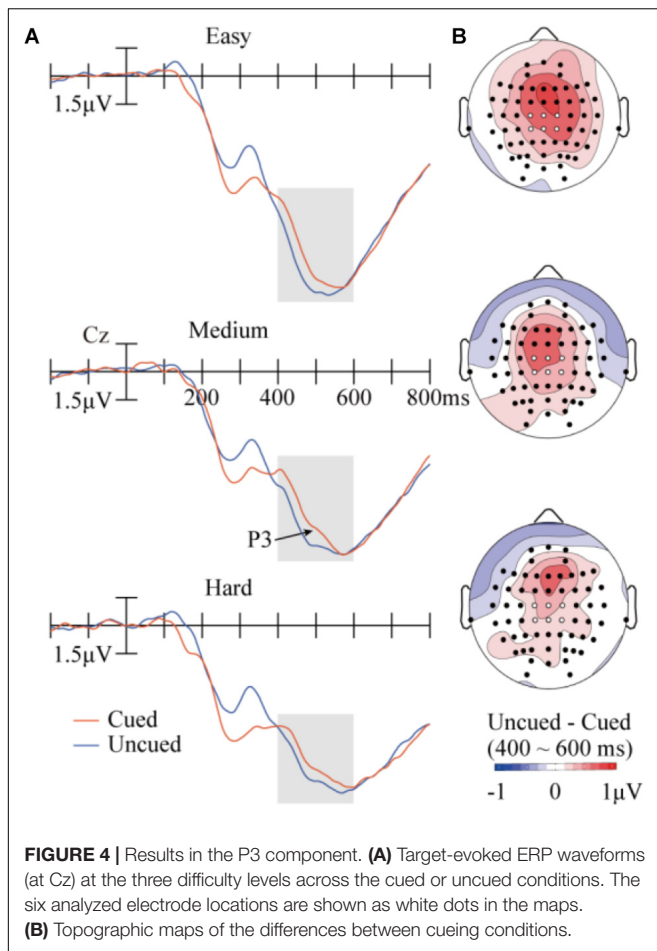 A
Easy
B
1.5µV
Cz
Medium
1.5µV
200
400
600
800ms
P3
Hard
1.5µV
Cued
Uncued
Uncued - Cued
(400 ~ 600 ms)
-1 0 1µV
FIGURE 4 | Results in the P3 component. (A) Target-evoked ERP waveforms
(at Cz) at the three difficulty levels across the cued or uncued conditions. The
six analyzed electrode locations are shown as white dots in the maps.
(B) Topographic maps of the differences between cueing conditions.